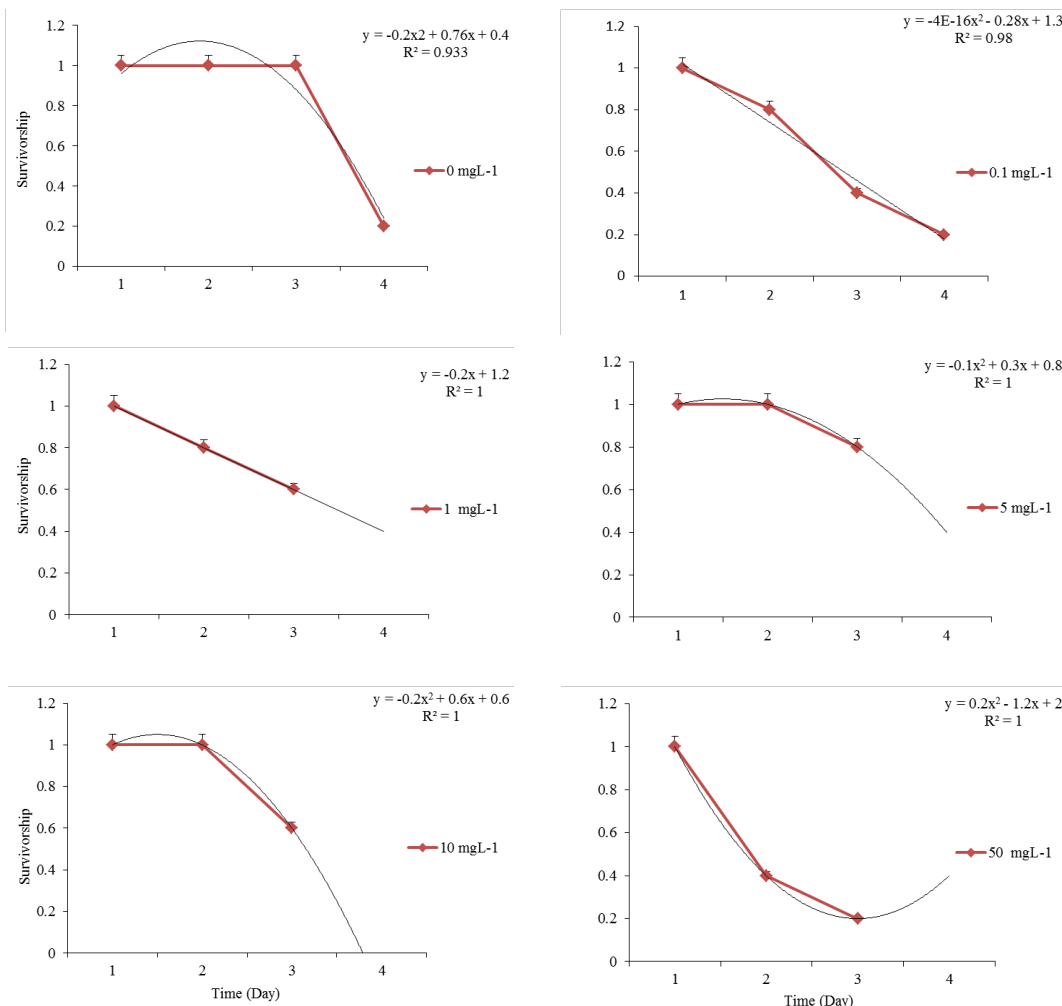 y = -0.2x2 + 0.76x + 0.4
R² = 0.933
1.2
1
0.8
0.6
0.4
0.2
0
Survivorship
0 mgL-1
1 2 3 4
y = -4E-16x² - 0.28x + 1.3
R² = 0.98
1.2
1
0.8
0.6
0.4
0.2
0
0.1 mgL-1
1 2 3 4
y = -0.2x + 1.2
R² = 1
1.2
1
0.8
0.6
0.4
0.2
0
Survivorship
1 mgL-1
1 2 3 4
y = -0.1x² + 0.3x + 0.8
R² = 1
1.2
1
0.8
0.6
0.4
0.2
0
5 mgL-1
1 2 3 4
y = -0.2x² + 0.6x + 0.6
R² = 1
1.2
1
0.8
0.6
0.4
0.2
0
Survivorship
10 mgL-1
1 2 3 4
Time (Day)
y = 0.2x² - 1.2x + 2
R² = 1
1.2
1
0.8
0.6
0.4
0.2
0
50 mgL-1
1 2 3 4
Time (Day)